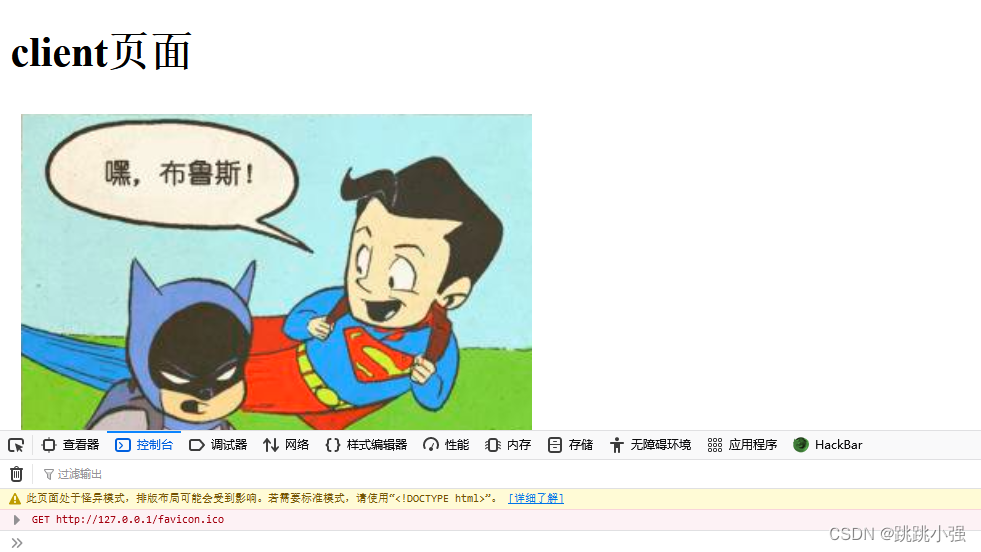 client页面
嘿，布鲁斯！
查看器 控制台 调试器 网络 {} 样式编辑器 性能 内存 存储 无障碍环境 应用程序 HackBar
过滤输出
此页面处于怪异模式，排版布局可能会受到影响。若需要标准模式，请使用“<!DOCTYPE html>”。 [详细了解]
GET http://127.0.0.1/favicon.ico
CSDN @跳跳小强